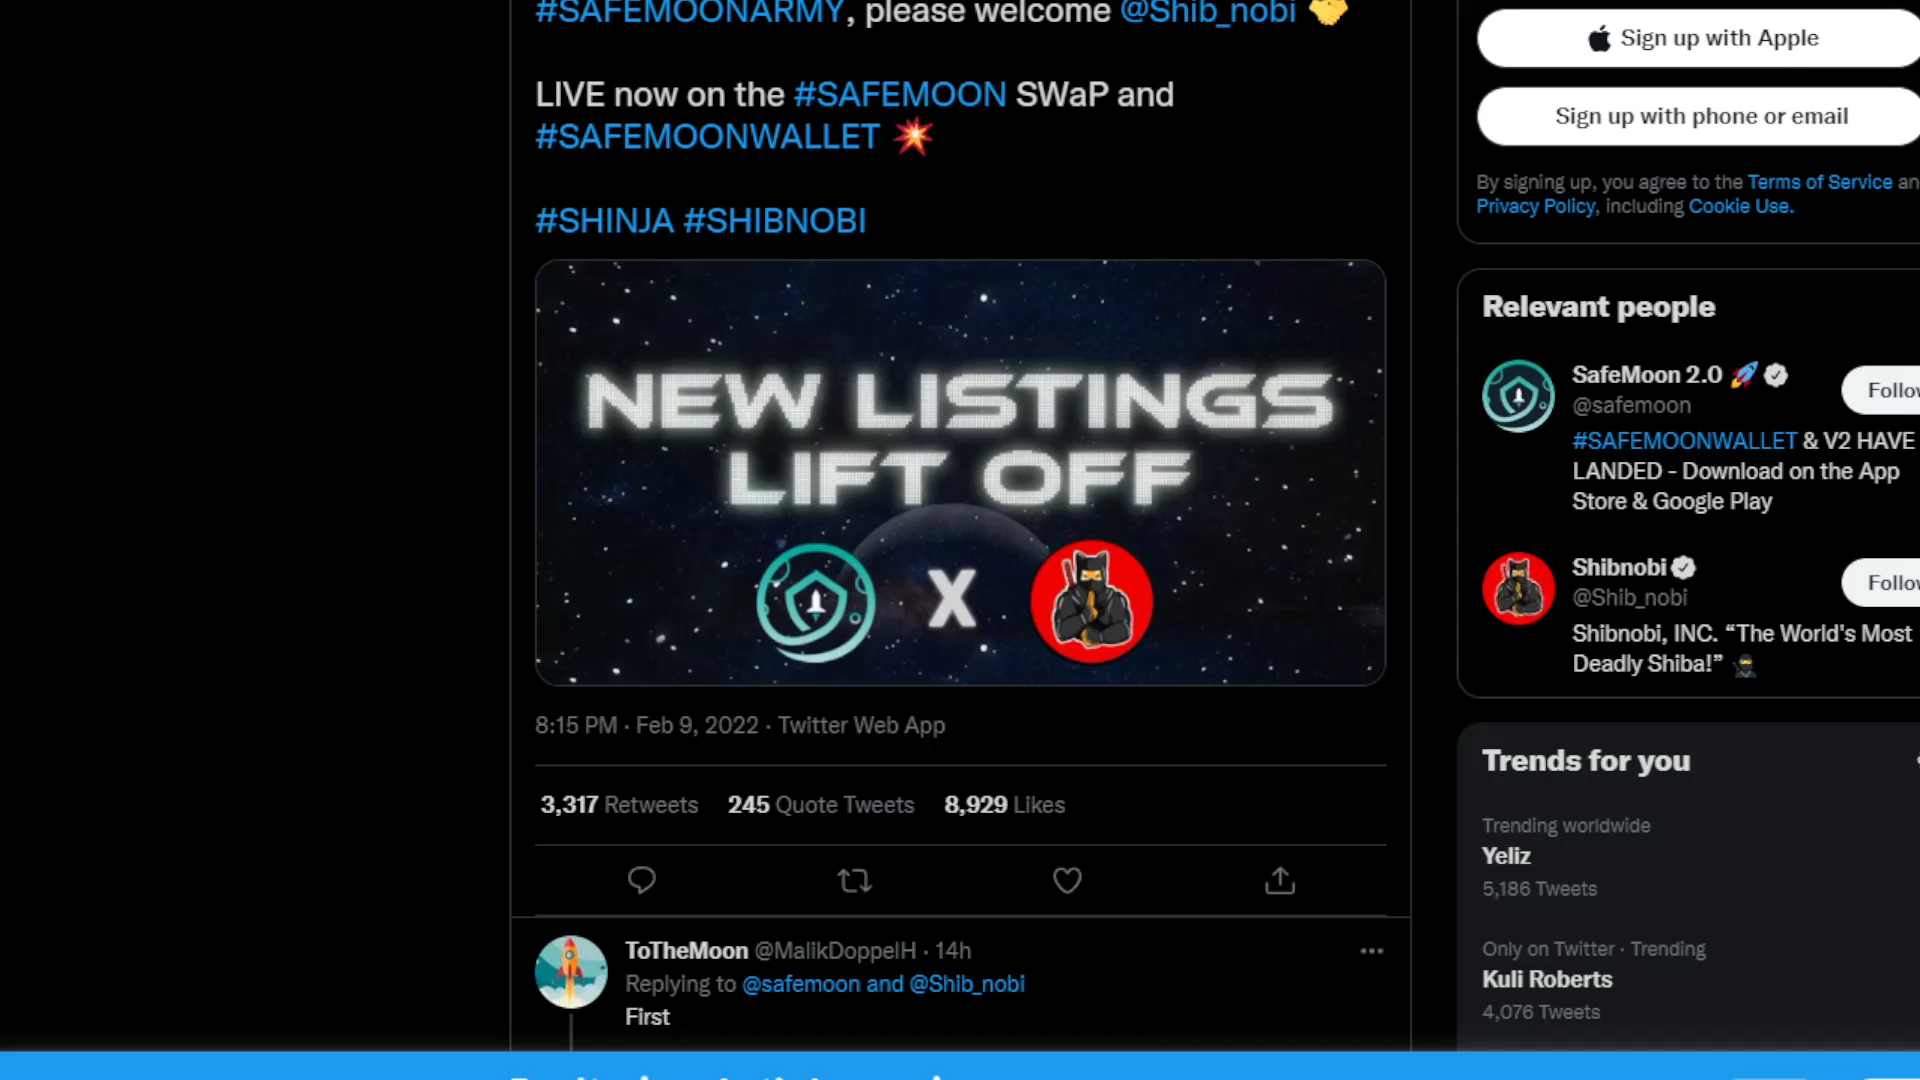 #SAFEMOONARMY, please welcome @Shib_nobi 🤝
LIVE now on the #SAFEMOON SWaP and
#SAFEMOONWALLET 💥
#SHINJA #SHIBNOBI
NEW LISTINGS
LIFT OFF
X
8:15 PM · Feb 9, 2022 · Twitter Web App
3,317 Retweets 245 Quote Tweets 8,929 Likes
ToTheMoon @MalikDoppelH · 14h
Replying to @safemoon and @Shib_nobi
First
Sign up with Apple
Sign up with phone or email
By signing up, you agree to the Terms of Service an
Privacy Policy, including Cookie Use.
Relevant people
SafeMoon 2.0 🚀
Follow
@safemoon
#SAFEMOONWALLET & V2 HAVE
LANDED - Download on the App
Store & Google Play
Shibnobi
Follow
@Shib_nobi
Shibnobi, INC. “The World's Most
Deadly Shiba!” 🥷
Trends for you
Trending worldwide
Yeliz
5,186 Tweets
Only on Twitter · Trending
Kuli Roberts
4,076 Tweets